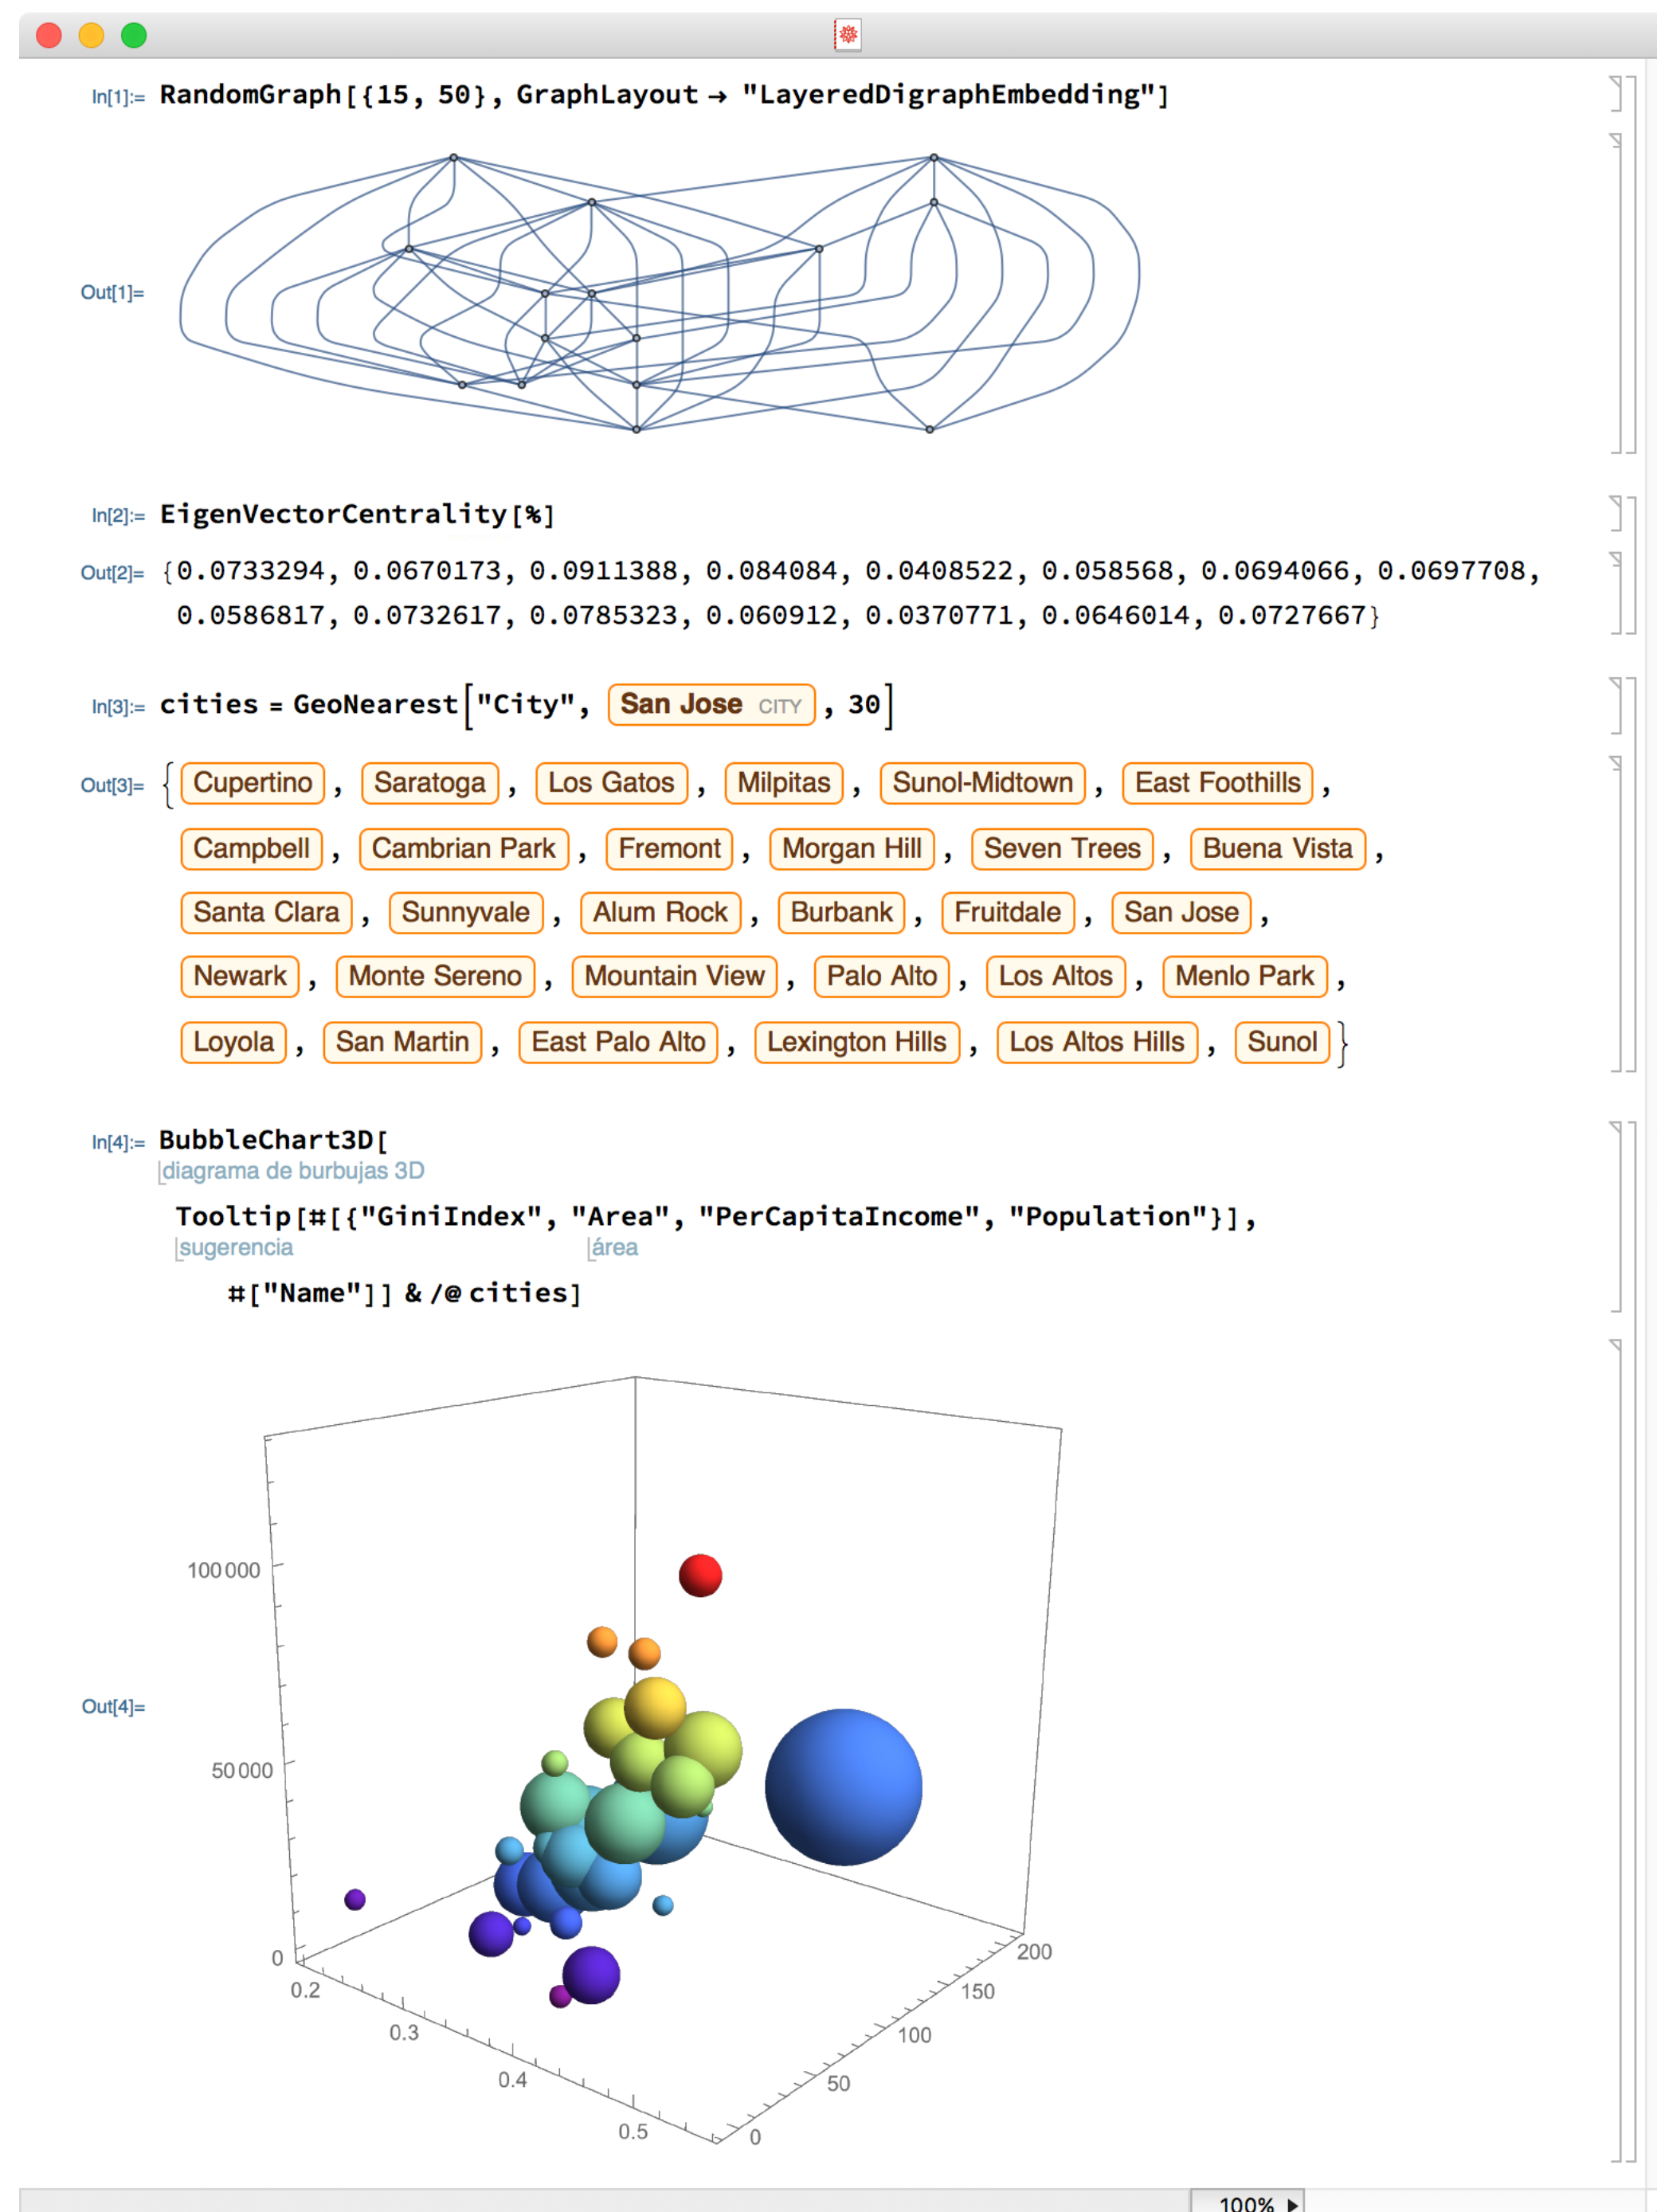 In[1]:= RandomGraph[{15, 50}, GraphLayout → "LayeredDigraphEmbedding"]
Out[1]=
In[2]:= EigenVectorCentrality[%]
Out[2]= {0.0733294, 0.0670173, 0.0911388, 0.084084, 0.0408522, 0.058568, 0.0694066, 0.0697708,
0.0586817, 0.0732617, 0.0785323, 0.060912, 0.0370771, 0.0646014, 0.0727667}
In[3]:= cities = GeoNearest["City", San Jose CITY , 30]
Out[3]= { Cupertino , Saratoga , Los Gatos , Milpitas , Sunol-Midtown , East Foothills ,
Campbell , Cambrian Park , Fremont , Morgan Hill , Seven Trees , Buena Vista ,
Santa Clara , Sunnyvale , Alum Rock , Burbank , Fruitdale , San Jose ,
Newark , Monte Sereno , Mountain View , Palo Alto , Los Altos , Menlo Park ,
Loyola , San Martin , East Palo Alto , Lexington Hills , Los Altos Hills , Sunol }
In[4]:= BubbleChart3D[
diagrama de burbujas 3D
Tooltip[#[{"GiniIndex", "Area", "PerCapitaIncome", "Population"}],
sugerencia área
#["Name"]] & /@ cities]
Out[4]=
100 000
50 000
0
0.2
0.3
0.4
0.5
0
50
100
150
200
100%